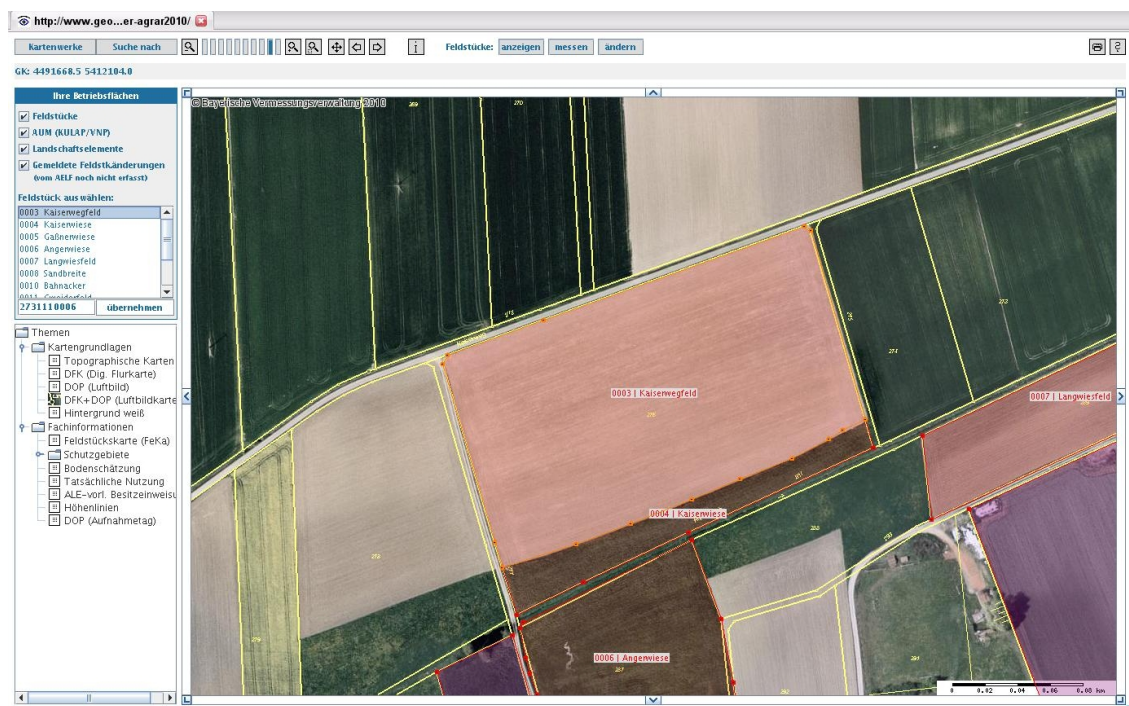 http://www.geo...er-agrar2010/
Kartenwerke Suche nach i Feldstücke: anzeigen messen ändern ?
GK: 4491668.5 5412104.0
Ihre Betriebsflächen
Feldstücke
AUM (KULAP/VNP)
Landschaftselemente
Gemeldete Feldstkänderungen
(vom AELF noch nicht erfasst)
Feldstück auswählen:
0003 Kaiserwegfeld
0004 Kaiserwiese
0005 Gaßnerwiese
0006 Angerwiese
0007 Langwiesfeld
0008 Sandbreite
0010 Bahnacker
2731110006 übernehmen
Themen
Kartengrundlagen
Topographische Karten
DFK (Dig. Flurkarte)
DOP (Luftbild)
DFK+DOP (Luftbildkarte
Hintergrund weiß
Fachinformationen
Feldstückskarte (FeKa)
Schutzgebiete
Bodenschätzung
Tatsächliche Nutzung
ALE-vorl. Besitzeinweisu
Höhenlinien
DOP (Aufnahmetag)
© Bayerische Vermessungsverwaltung 2010
269
270
273
274
0003 | Kaiserwegfeld
0007 | Langwiesfeld
0004 | Kaiserwiese
0006 | Angerwiese
0 0.02 0.04 0.06 0.08 km